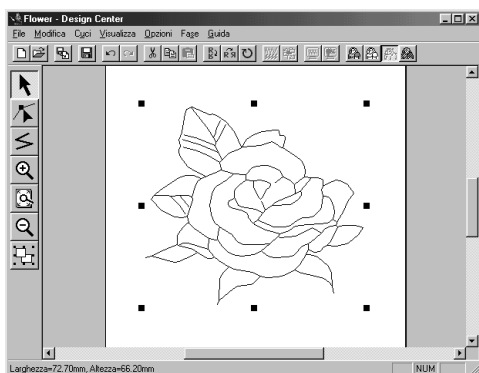 Flower - Design Center
File Modifica Cuci Visualizza Opzioni Fase Guida
Larghezza=72.70mm, Altezza=66.20mm NUM